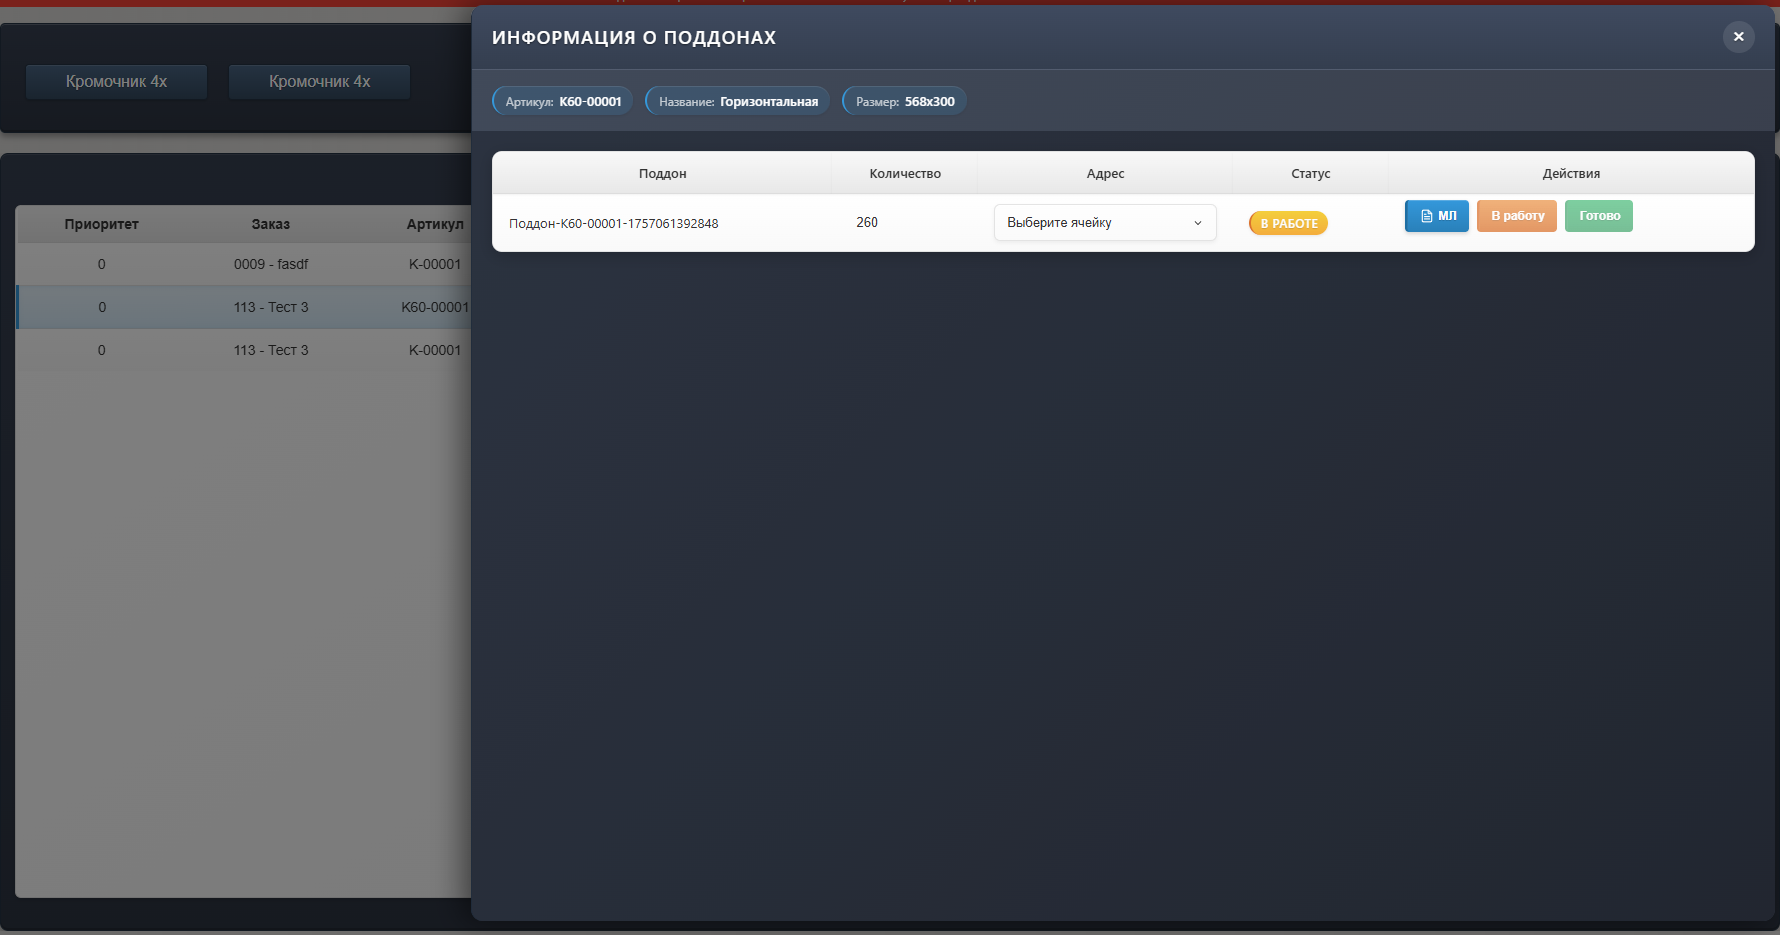 ИНФОРМАЦИЯ О ПОДДОНАХ
Кромочник 4x Кромочник 4x
Артикул: K60-00001 Название: Горизонтальная Размер: 568x300
Поддон Количество Адрес Статус Действия
Поддон-K60-00001-1757061392848 260 Выберите ячейку В РАБОТЕ МЛ В работу Готово
Приоритет Заказ Артикул
0 0009 - fasdf K-00001
0 113 - Тест 3 K60-00001
0 113 - Тест 3 K-00001